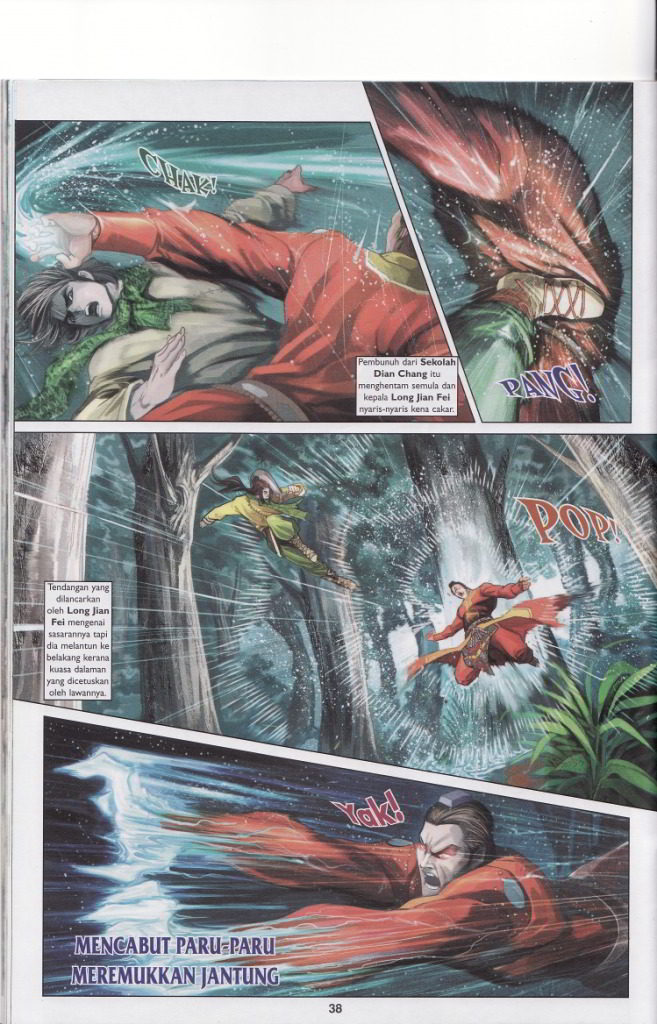 CHAK!
Pembunuh dari Sekolah
Dian Chang itu
menghentam semula dan
kepala Long Jian Fei
nyaris-nyaris kena cakar.
PANG!
POP!
Tendangan yang
dilancarkan
oleh Long Jian
Fei mengenai
sasarannya tapi
dia melantun ke
belakang kerana
kuasa dalaman
yang dicetuskan
oleh lawannya.
Yak!
MENCABUT PARU-PARU
MEREMUKKAN JANTUNG
38